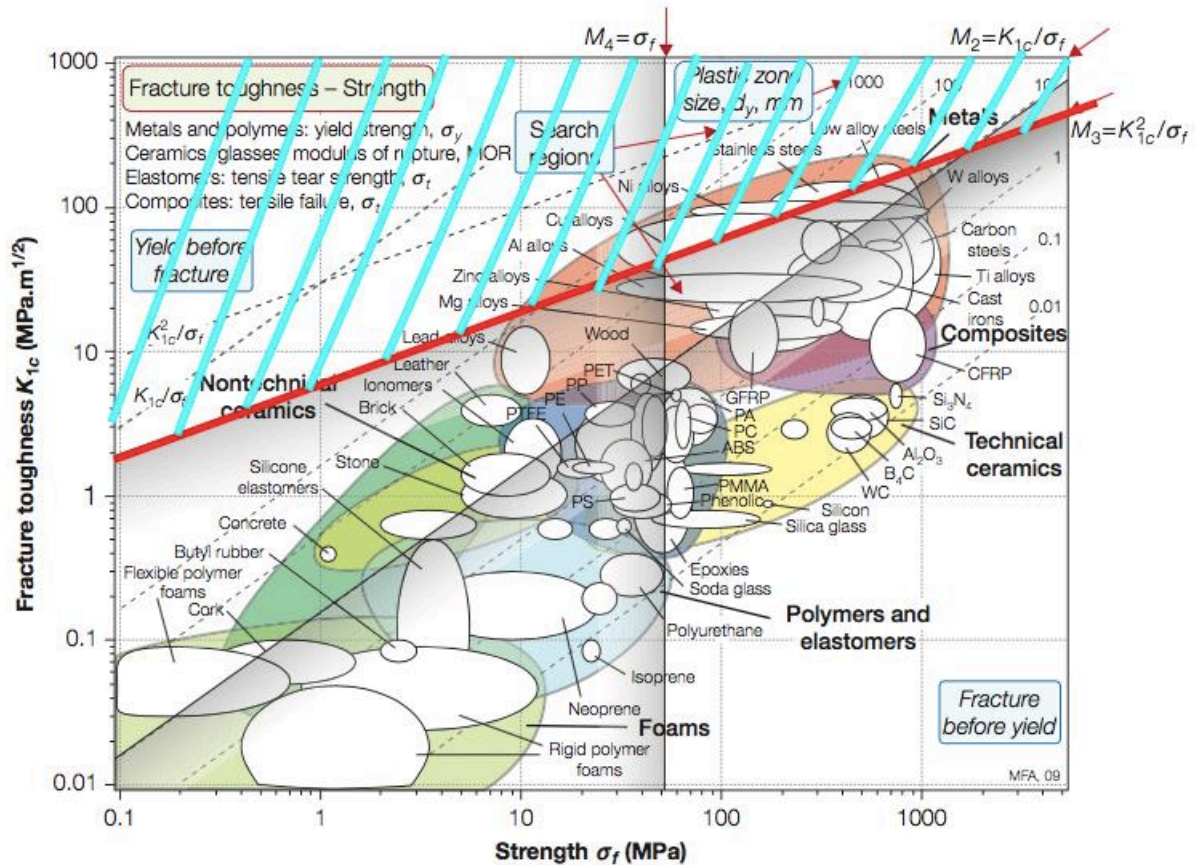 M₄=σf
M₂=K₁c/σf
1000
Fracture toughness – Strength
Plastic zone
size, dy, mm
1000
100
10
Metals and polymers: yield strength, σy
Ceramics, glasses: modulus of rupture, MOR
Elastomers: tensile tear strength, σt
Composites: tensile failure, σt
Search
regions
Low alloy steels
Metals
M₃=K²₁c/σf
Stainless steels
1
Ni alloys
W alloys
100
Cu alloys
Carbon
steels
Yield before
fracture
Al alloys
0.1
Zinc alloys
Ti alloys
Mg alloys
Cast
irons
0.01
K²₁c/σf
Lead alloys
Wood
Composites
10
Leather
PET
K₁c/σf
Nontechnical
ceramics
Ionomers
PP
GFRP
CFRP
Brick
PE
PTFE
PA
Si₃N₄
PC
SiC
Stone
ABS
Technical
ceramics
Al₂O₃
Silicone
elastomers
B₄C
PMMA
WC
1
PS
Phenolic
Silicon
Concrete
Silica glass
Butyl rubber
Epoxies
Flexible polymer
foams
Soda glass
Cork
Polymers and
elastomers
0.1
Polyurethane
Isoprene
Neoprene
Foams
Fracture
before yield
Rigid polymer
foams
0.01
MFA, 09
0.1
1
10
100
1000
Strength σf (MPa)
Fracture toughness K₁c (MPa.m^1/2)